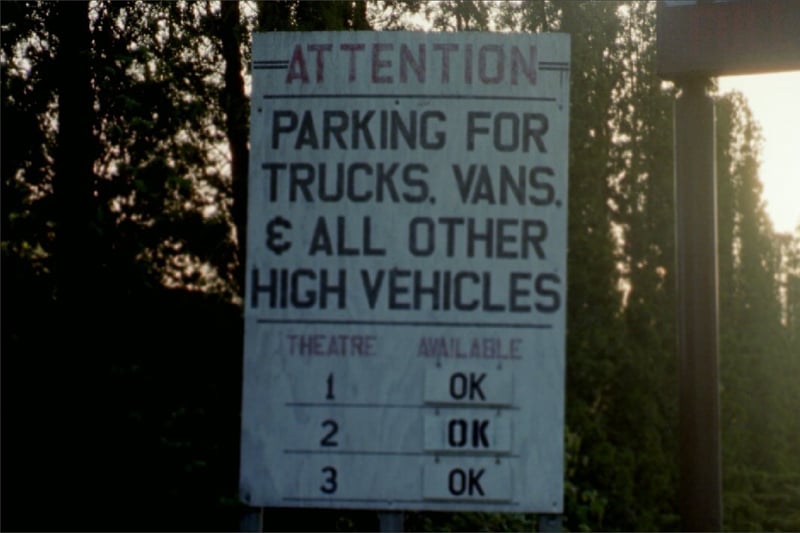 ATTENTION
PARKING FOR
TRUCKS, VANS,
& ALL OTHER
HIGH VEHICLES
THEATRE AVAILABLE
1 OK
2 OK
3 OK